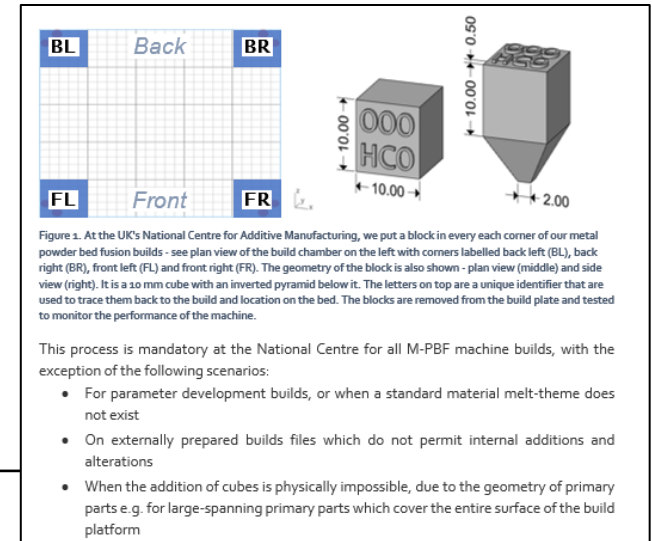 BL Back BR
FL Front FR
10.00
OOO
HCO
10.00
0.50
10.00
OOO
HCO
2.00
Figure 1. At the UK's National Centre for Additive Manufacturing, we put a block in every each corner of our metal
powder bed fusion builds - see plan view of the build chamber on the left with corners labelled back left (BL), back
right (BR), front left (FL) and front right (FR). The geometry of the block is also shown - plan view (middle) and side
view (right). It is a 10 mm cube with an inverted pyramid below it. The letters on top are a unique identifier that are
used to trace them back to the build and location on the bed. The blocks are removed from the build plate and tested
to monitor the performance of the machine.
This process is mandatory at the National Centre for all M-PBF machine builds, with the
exception of the following scenarios:
• For parameter development builds, or when a standard material melt-theme does
not exist
• On externally prepared builds files which do not permit internal additions and
alterations
• When the addition of cubes is physically impossible, due to the geometry of primary
parts e.g. for large-spanning primary parts which cover the entire surface of the build
platform